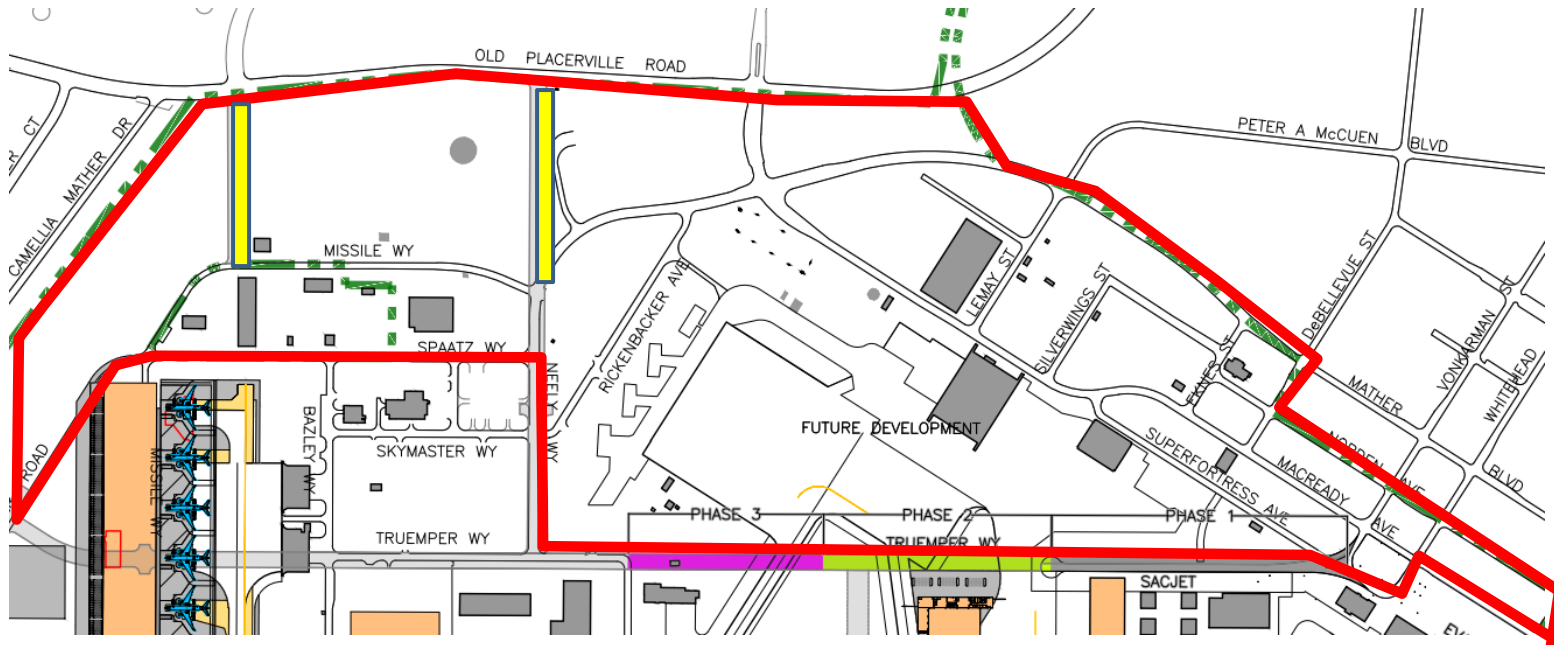 OLD PLACERVILLE ROAD
PETER A McCUEN BLVD
CT
CAMELLIA MATHER DR
MISSILE WY
LEMAY ST
DeBELLEVUE ST
SILVERWINGS ST
VONKARMAN ST
RICKENBACKER AVE
SPAATZ WY
WHITEHEAD
MATHER
NEELY WY
BAZLEY WY
FUTURE DEVELOPMENT
SKYMASTER WY
SUPERFORTRESS AVE
MACREADY AVE
NORDEN AVE
BLVD
ROAD
MISSILE WY
PHASE 3
PHASE 2
PHASE 1
TRUEMPER WY
TRUEMPER WY
SACJET